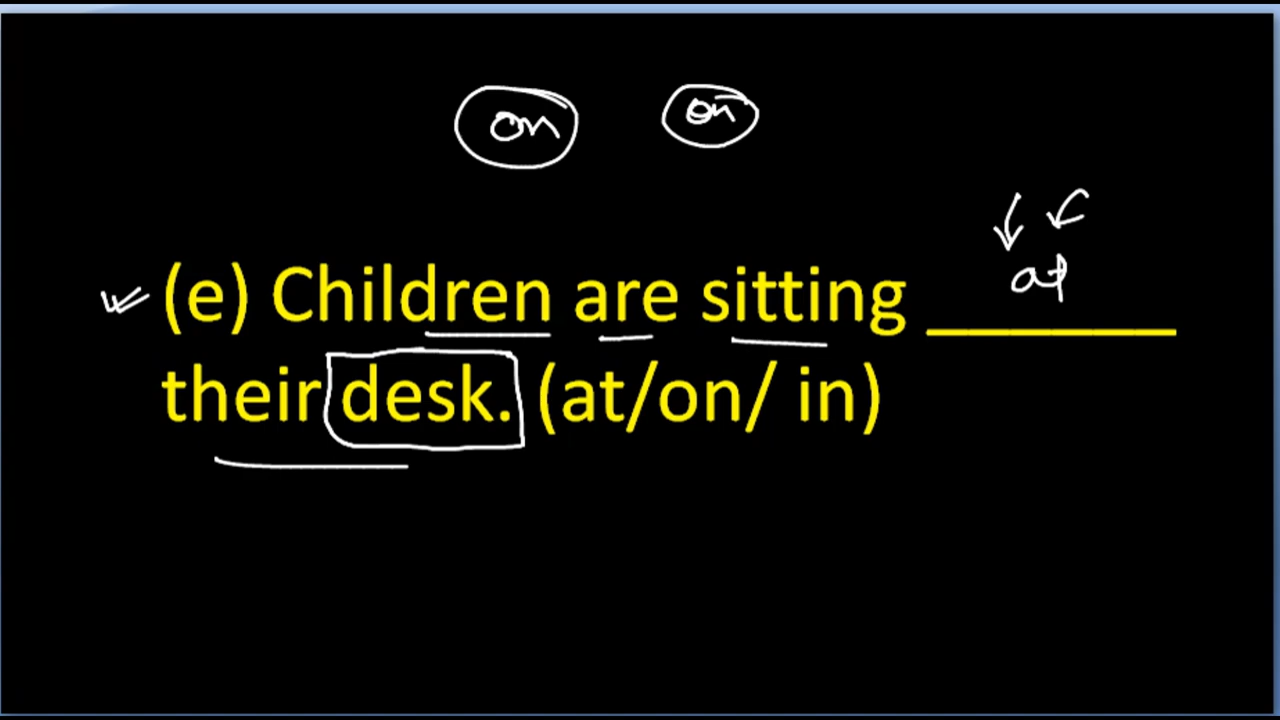 on on
at
(e) Children are sitting ________
their desk. (at/on/ in)